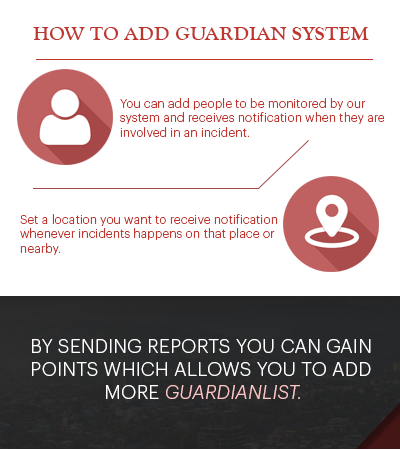 HOW TO ADD GUARDIAN SYSTEM
You can add people to be monitored by our
system and receives notification when they are
involved in an incident.
Set a location you want to receive notification
whenever incidents happens on that place or
nearby.
BY SENDING REPORTS YOU CAN GAIN
POINTS WHICH ALLOWS YOU TO ADD
MORE GUARDIANLIST.